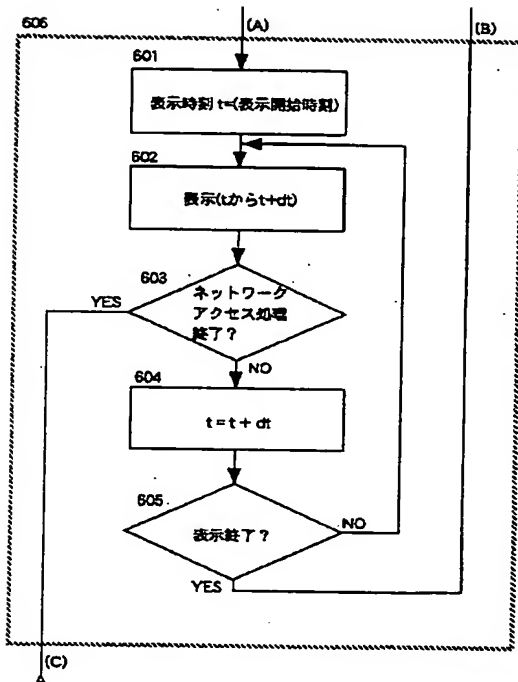 606
(A)
(B)
601
表示時刻 t=(表示開始時刻)
602
表示(tからt+dt)
603
YES
ネットワーク
アクセス処理
終了?
NO
604
t = t + dt
605
表示終了?
NO
YES
(C)